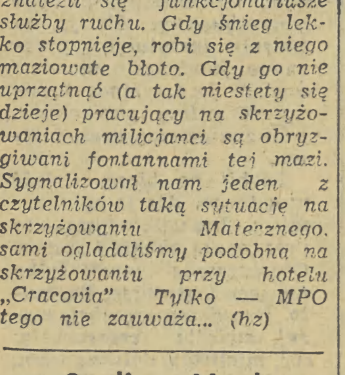 znaleźli się funkcjonariusze
służby ruchu. Gdy śnieg lek-
ko stopnieje, robi się z niego
maziowate błoto. Gdy go nie
uprzątnąć (a tak niestety się
dzieje) pracujący na skrzyżo-
waniach milicjanci są obryz-
giwani fontannami tej mazi.
Sygnalizował nam jeden z
czytelników taką sytuację na
skrzyżowaniu Matecznego,
sami oglądaliśmy podobną na
skrzyżowaniu przy hotelu
„Cracovia” Tylko — MPO
tego nie zauważa... (hz)